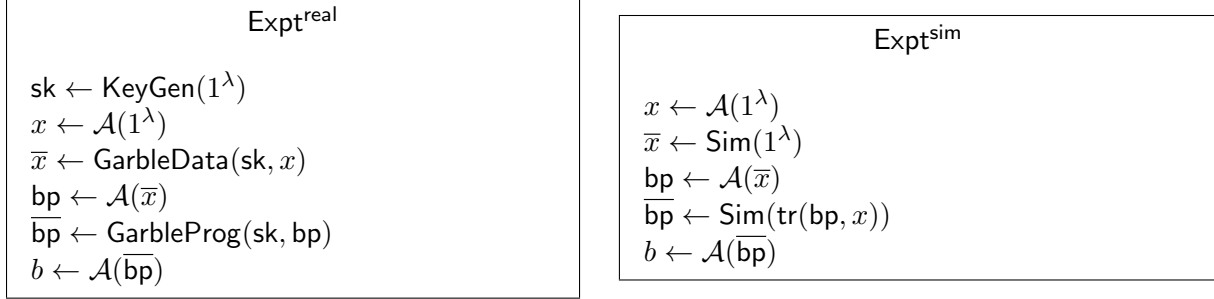 Expt^real
sk ← KeyGen(1^λ)
x ← 𝒜(1^λ)
x̅ ← GarbleData(sk, x)
bp ← 𝒜(x̅)
b̅p̅ ← GarbleProg(sk, bp)
b ← 𝒜(b̅p̅)
Expt^sim
x ← 𝒜(1^λ)
x̅ ← Sim(1^λ)
bp ← 𝒜(x̅)
b̅p̅ ← Sim(tr(bp, x))
b ← 𝒜(b̅p̅)